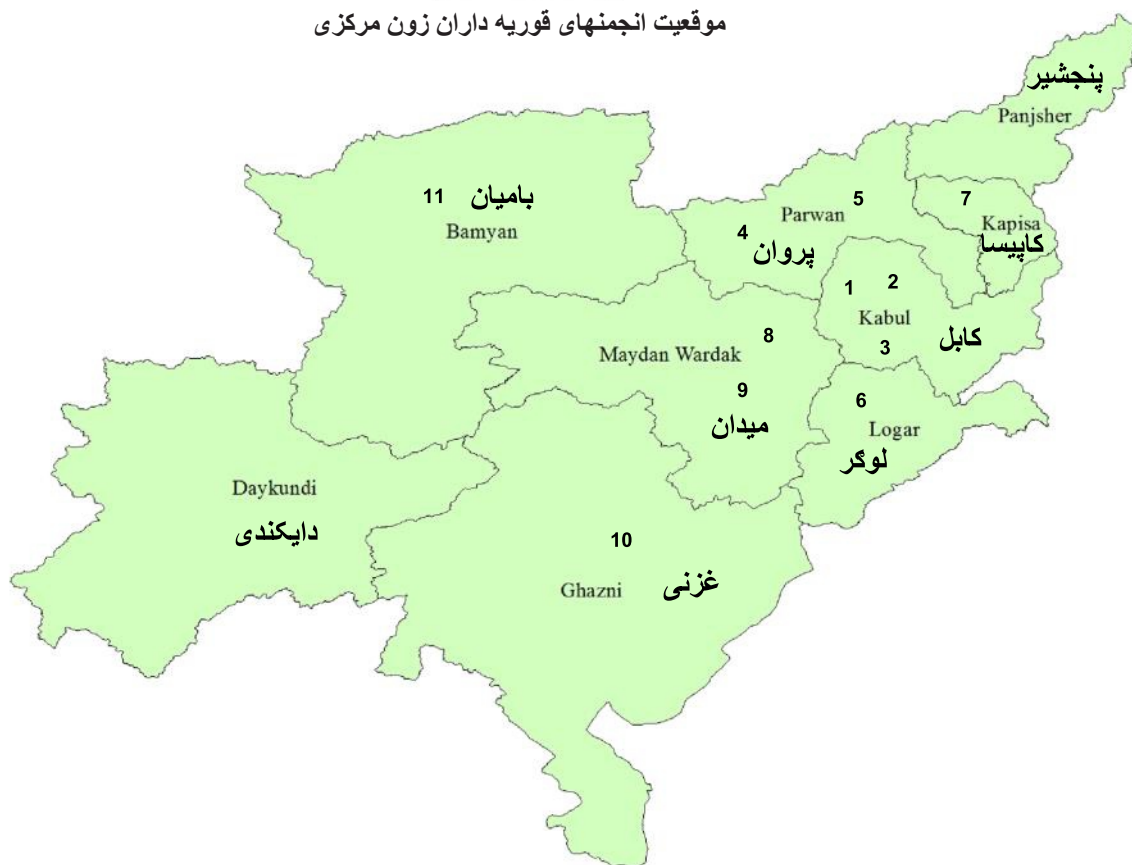 موقعیت انجمنهای قوریه داران زون مرکزی
پنجشیر
Panjsher
11 بامیان
Bamyan
5
Parwan
4
پروان
7
Kapisa
کاپیسا
1
2
Kabul
کابل
3
8
Maydan Wardak
9
میدان
6
Logar
لوګر
Daykundi
دایکندی
10
Ghazni
غزنی